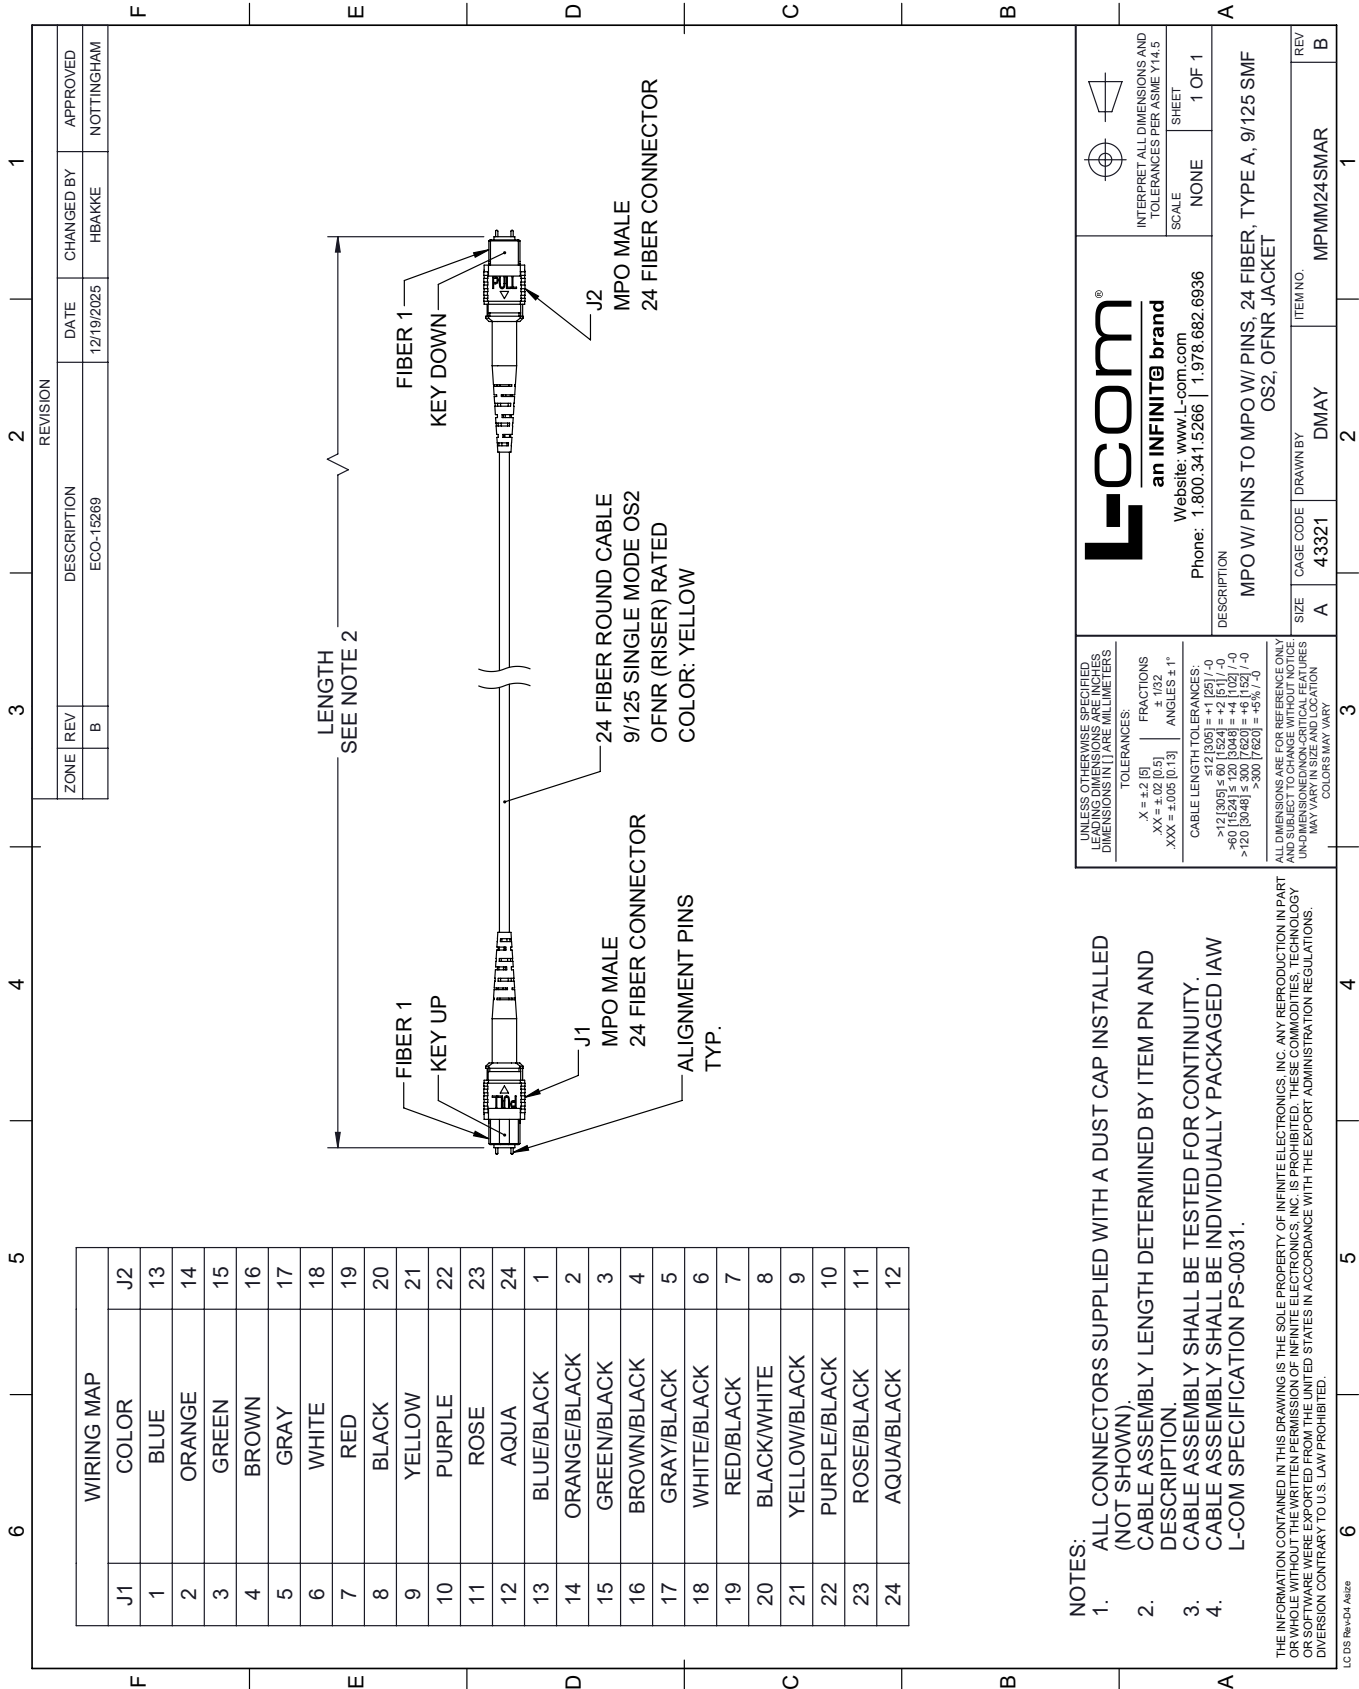 6
5
4
3
2
1
F
E
D
C
B
A
REVISION
ZONE REV DESCRIPTION DATE CHANGED BY APPROVED
B ECO-15269 12/19/2025 HBAKKE NOTTINGHAM
WIRING MAP
J1 COLOR J2
1 BLUE 13
2 ORANGE 14
3 GREEN 15
4 BROWN 16
5 GRAY 17
6 WHITE 18
7 RED 19
8 BLACK 20
9 YELLOW 21
10 PURPLE 22
11 ROSE 23
12 AQUA 24
13 BLUE/BLACK 1
14 ORANGE/BLACK 2
15 GREEN/BLACK 3
16 BROWN/BLACK 4
17 GRAY/BLACK 5
18 WHITE/BLACK 6
19 RED/BLACK 7
20 BLACK/WHITE 8
21 YELLOW/BLACK 9
22 PURPLE/BLACK 10
23 ROSE/BLACK 11
24 AQUA/BLACK 12
LENGTH
SEE NOTE 2
FIBER 1
KEY UP
PULL
J1
MPO MALE
24 FIBER CONNECTOR
ALIGNMENT PINS
TYP.
24 FIBER ROUND CABLE
9/125 SINGLE MODE OS2
OFNR (RISER) RATED
COLOR: YELLOW
FIBER 1
KEY DOWN
PULL
J2
MPO MALE
24 FIBER CONNECTOR
NOTES:
1. ALL CONNECTORS SUPPLIED WITH A DUST CAP INSTALLED
(NOT SHOWN).
2. CABLE ASSEMBLY LENGTH DETERMINED BY ITEM PN AND
DESCRIPTION.
3. CABLE ASSEMBLY SHALL BE TESTED FOR CONTINUITY.
4. CABLE ASSEMBLY SHALL BE INDIVIDUALLY PACKAGED IAW
L-COM SPECIFICATION PS-0031.
THE INFORMATION CONTAINED IN THIS DRAWING IS THE SOLE PROPERTY OF INFINITE ELECTRONICS, INC. ANY REPRODUCTION IN PART
OR WHOLE WITHOUT THE WRITTEN PERMISSION OF INFINITE ELECTRONICS, INC. IS PROHIBITED. THESE COMMODITIES, TECHNOLOGY
OR SOFTWARE WERE EXPORTED FROM THE UNITED STATES IN ACCORDANCE WITH THE EXPORT ADMINISTRATION REGULATIONS.
DIVERSION CONTRARY TO U.S. LAW PROHIBITED.
UNLESS OTHERWISE SPECIFIED
LEADING DIMENSIONS ARE INCHES
DIMENSIONS IN [ ] ARE MILLIMETERS
TOLERANCES:
.X = ±.2 [5] FRACTIONS
.XX = ±.02 [0.5] ± 1/32
.XXX = ±.005 [0.13] ANGLES ± 1°
CABLE LENGTH TOLERANCES:
≤12 [305] = +1 [25] / -0
>12 [305] ≤ 60 [1524] = +2 [51] / -0
>60 [1524] ≤ 120 [3048] = +4 [102] / -0
>120 [3048] ≤ 300 [7620] = +6 [152] / -0
>300 [7620] = +5% / -0
ALL DIMENSIONS ARE FOR REFERENCE ONLY
AND SUBJECT TO CHANGE WITHOUT NOTICE.
UN-DIMENSIONED/NON-CRITICAL FEATURES
MAY VARY IN SIZE AND LOCATION
COLORS MAY VARY
L-com®
an INFINITe brand
Website: www.L-com.com
Phone: 1.800.341.5266 | 1.978.682.6936
INTERPRET ALL DIMENSIONS AND
TOLERANCES PER ASME Y14.5
SCALE NONE
SHEET 1 OF 1
DESCRIPTION
MPO W/ PINS TO MPO W/ PINS, 24 FIBER, TYPE A, 9/125 SMF
OS2, OFNR JACKET
SIZE A
CAGE CODE 43321
DRAWN BY DMAY
ITEM NO. MPMM24SMAR
REV B
F
E
D
C
B
A
6
5
4
3
2
1
LC DS Rev-D4 Asize